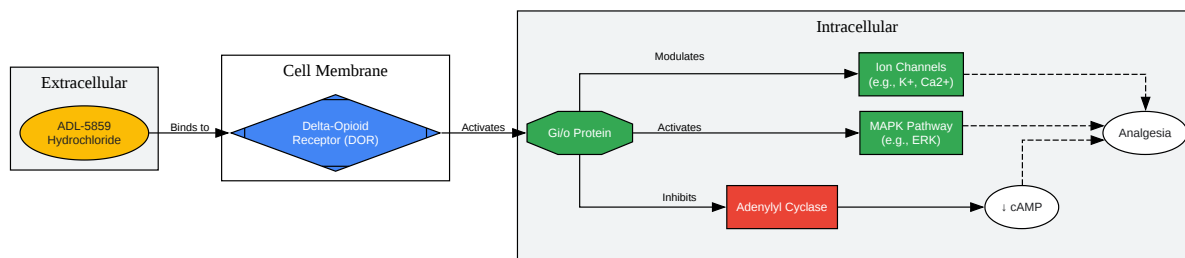 Extracellular
ADL-5859
Hydrochloride
Binds to
Cell Membrane
Delta-Opioid
Receptor (DOR)
Activates
Intracellular
Gi/o Protein
Modulates
Ion Channels
(e.g., K+, Ca2+)
Activates
MAPK Pathway
(e.g., ERK)
Inhibits
Adenylyl Cyclase
↓ cAMP
Analgesia